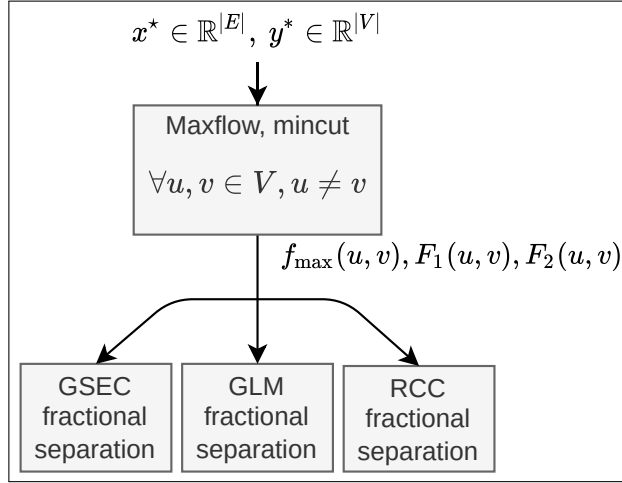 x⋆ ∈ ℝ^|E|, y* ∈ ℝ^|V|
Maxflow, mincut
∀u, v ∈ V, u ≠ v
f_max(u, v), F_1(u, v), F_2(u, v)
GSEC
fractional
separation
GLM
fractional
separation
RCC
fractional
separation